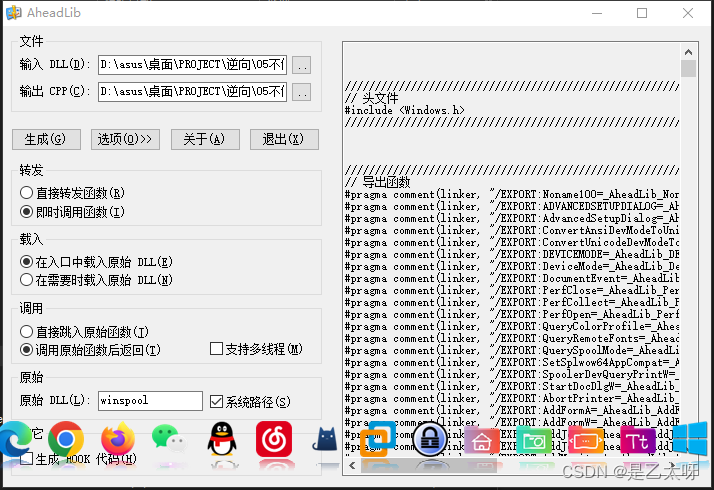 AheadLib
文件
输入 DLL(D): D:\asus\桌面\PROJECT\逆向\05不
..
输出 CPP(C): D:\asus\桌面\PROJECT\逆向\05不
..
生成(G) 选项(O)>> 关于(A) 退出(X)
转发
直接转发函数(R)
即时调用函数(I)
载入
在入口中载入原始 DLL(E)
在需要时载入原始 DLL(N)
调用
直接跳入原始函数(J)
调用原始函数后返回(T) 支持多线程(M)
原始
原始 DLL(L): winspool 系统路径(S)
生成 HOOK 代码(H)
////////////////////////////////////////////////////////
// 头文件
#include <Windows.h>
////////////////////////////////////////////////////////
////////////////////////////////////////////////////////
// 导出函数
#pragma comment(linker, "/EXPORT:Noname100=_AheadLib_Non
#pragma comment(linker, "/EXPORT:ADVANCEDSETUPDIALOG=_Ah
#pragma comment(linker, "/EXPORT:AdvancedSetupDialog=_Ah
#pragma comment(linker, "/EXPORT:ConvertAnsiDevModeToUni
#pragma comment(linker, "/EXPORT:ConvertUnicodeDevModeTo
#pragma comment(linker, "/EXPORT:DEVICEMODE=_AheadLib_DE
#pragma comment(linker, "/EXPORT:DeviceMode=_AheadLib_De
#pragma comment(linker, "/EXPORT:DocumentEvent=_AheadLib
#pragma comment(linker, "/EXPORT:PerfClose=_AheadLib_Per
#pragma comment(linker, "/EXPORT:PerfCollect=_AheadLib_P
#pragma comment(linker, "/EXPORT:PerfOpen=_AheadLib_Perf
#pragma comment(linker, "/EXPORT:QueryColorProfile=_Ahea
#pragma comment(linker, "/EXPORT:QueryRemoteFonts=_Ahead
#pragma comment(linker, "/EXPORT:QuerySpoolMode=_AheadLi
#pragma comment(linker, "/EXPORT:SetSplwow64AppCompat=_A
#pragma comment(linker, "/EXPORT:SpoolerDevQueryPrintW=_
#pragma comment(linker, "/EXPORT:StartDocDlgW=_AheadLib_
#pragma comment(linker, "/EXPORT:AbortPrinter=_AheadLib_
#pragma comment(linker, "/EXPORT:AddFormA=_AheadLib_AddF
#pragma comment(linker, "/EXPORT:AddFormW=_AheadLib_AddF
Tt
CSDN @是乙太呀